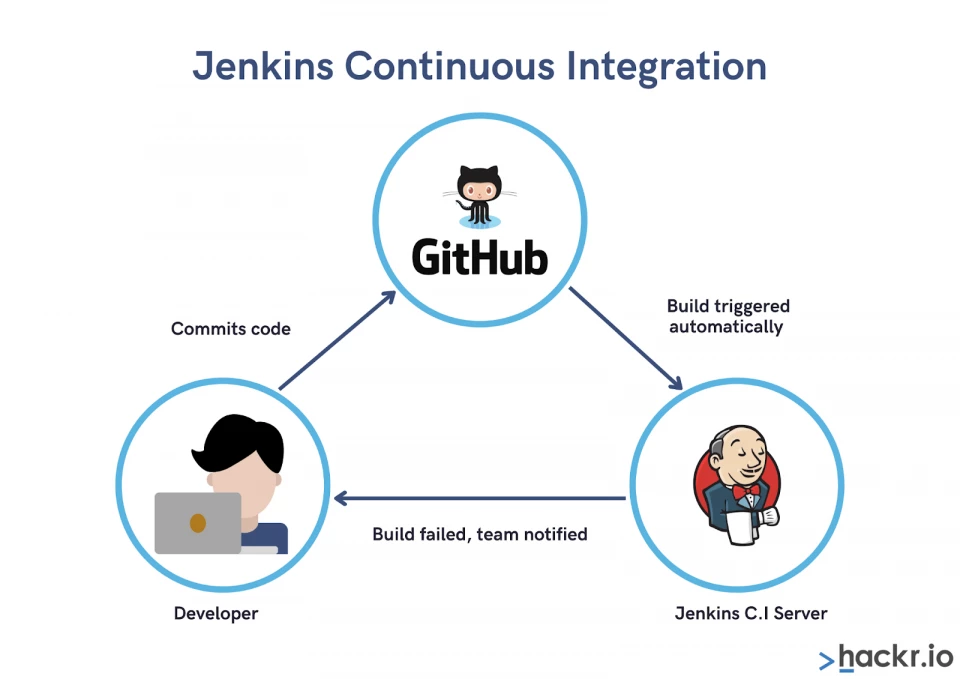 Jenkins Continuous Integration
GitHub
Commits code
Build triggered
automatically
Build failed, team notified
Developer
Jenkins C.I Server
>hackr.io